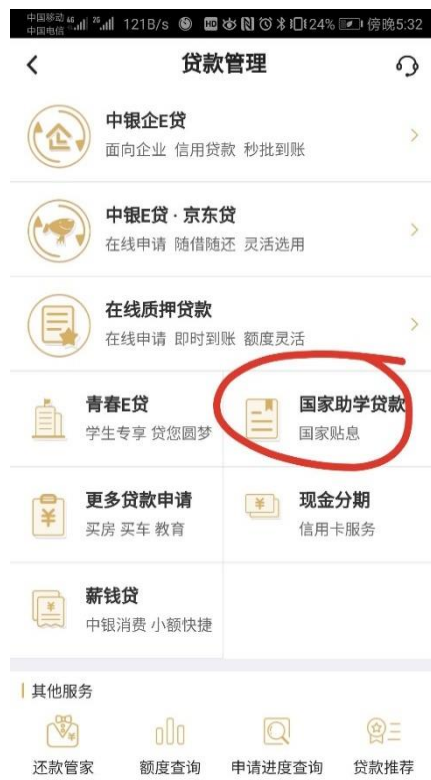 中国移动 46 26 121B/s HD 24% 傍晚5:32
中国电信
贷款管理
中银企E贷
面向企业 信用贷款 秒批到账
中银E贷 · 京东贷
在线申请 随借随还 灵活选用
在线质押贷款
在线申请 即时到账 额度灵活
青春E贷
学生专享 贷您圆梦
国家助学贷款
国家贴息
更多贷款申请
买房 买车 教育
现金分期
信用卡服务
薪钱贷
中银消费 小额快捷
其他服务
还款管家 额度查询 申请进度查询 贷款推荐